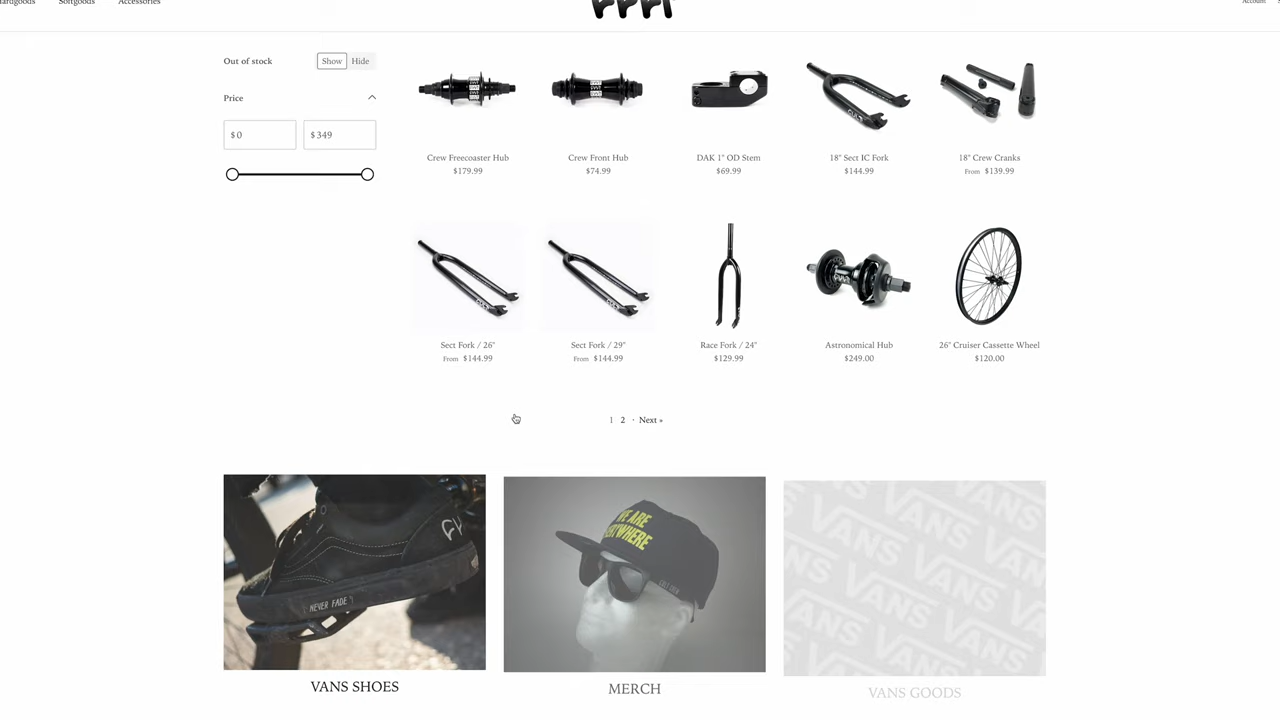 Softgoods
Accessories
Account
Out of stock
Show
Hide
Price
$ 0
$ 349
Crew Freecoaster Hub
$179.99
Crew Front Hub
$74.99
DAK 1" OD Stem
$69.99
18" Sect IC Fork
$144.99
18" Crew Cranks
From $139.99
Sect Fork / 26"
From $144.99
Sect Fork / 29"
From $144.99
Race Fork / 24"
$129.99
Astronomical Hub
$249.00
26" Cruiser Cassette Wheel
$120.00
1 2 · Next »
NEVER FADE
WE ARE
VANS
VANS SHOES
MERCH
VANS GOODS